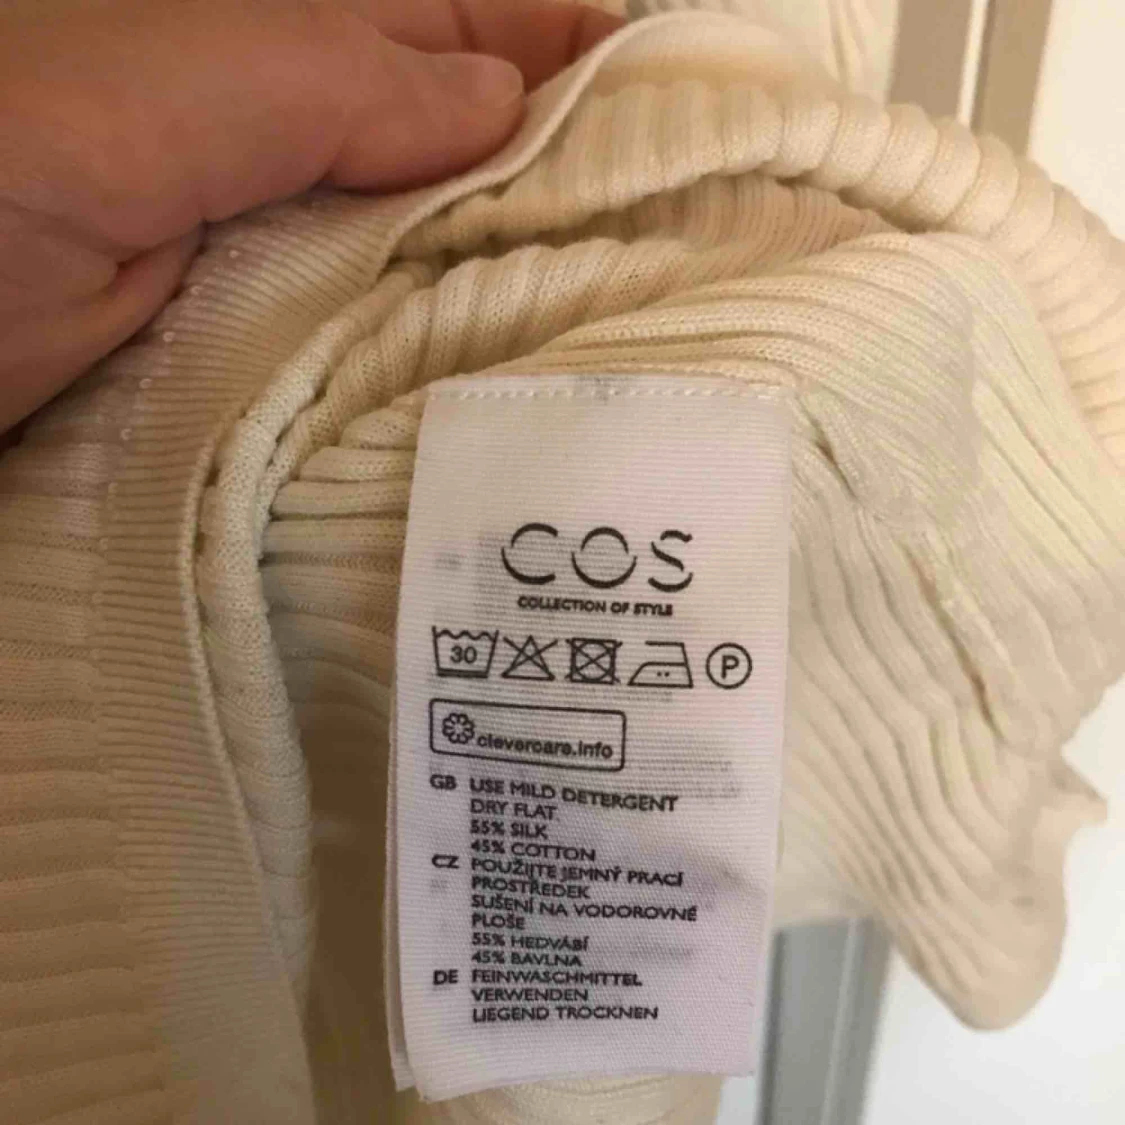 COS
COLLECTION OF STYLE
30 P
clevercare.info
GB USE MILD DETERGENT
DRY FLAT
55% SILK
45% COTTON
CZ POUŽIJTE JEMNÝ PRACÍ
PROSTŘEDEK
SUŠENÍ NA VODOROVNÉ
PLOŠE
55% HEDVÁBÍ
45% BAVLNA
DE FEINWASCHMITTEL
VERWENDEN
LIEGEND TROCKNEN